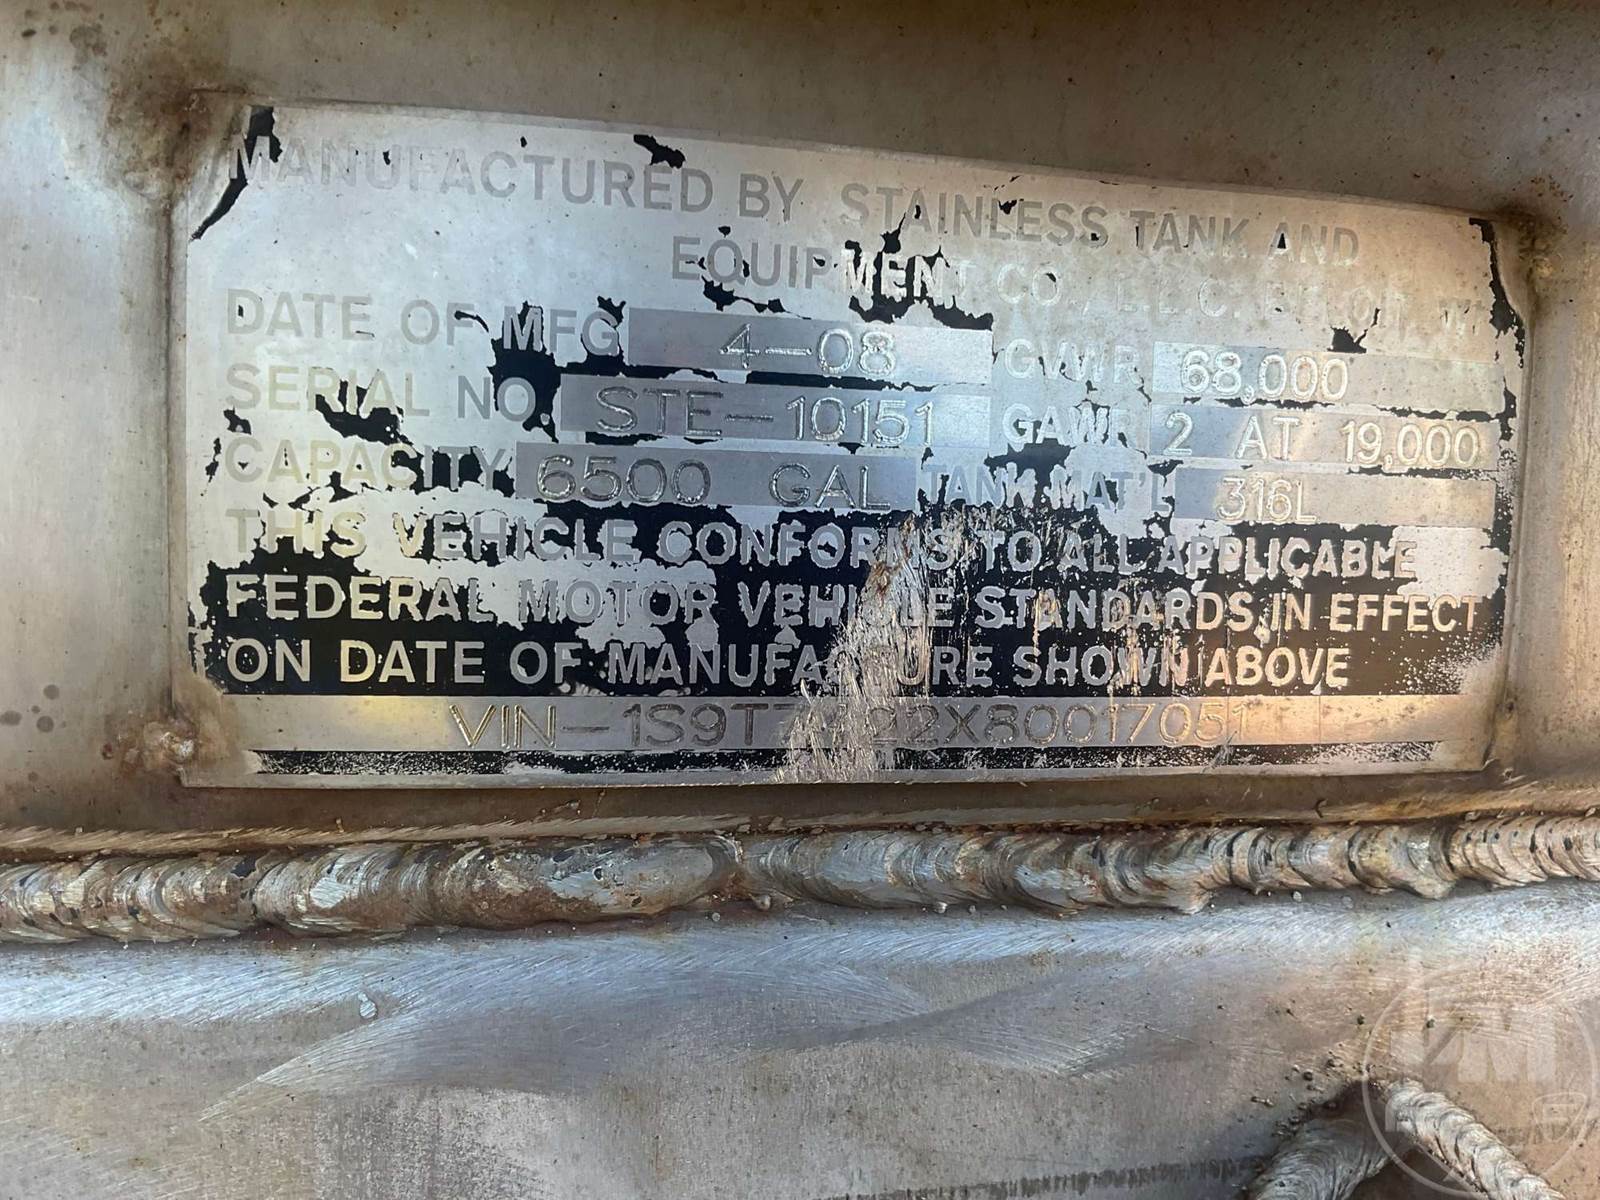 MANUFACTURED BY STAINLESS TANK AND
EQUIPMENT CO., L.L.C. BELOIT, WI
DATE OF MFG 4-08 GVWR 68,000
SERIAL NO. STE-10151 GAWR 2 AT 19,000
CAPACITY 6500 GAL TANK MAT'L 316L
THIS VEHICLE CONFORMS TO ALL APPLICABLE
FEDERAL MOTOR VEHICLE STANDARDS IN EFFECT
ON DATE OF MANUFACTURE SHOWN ABOVE